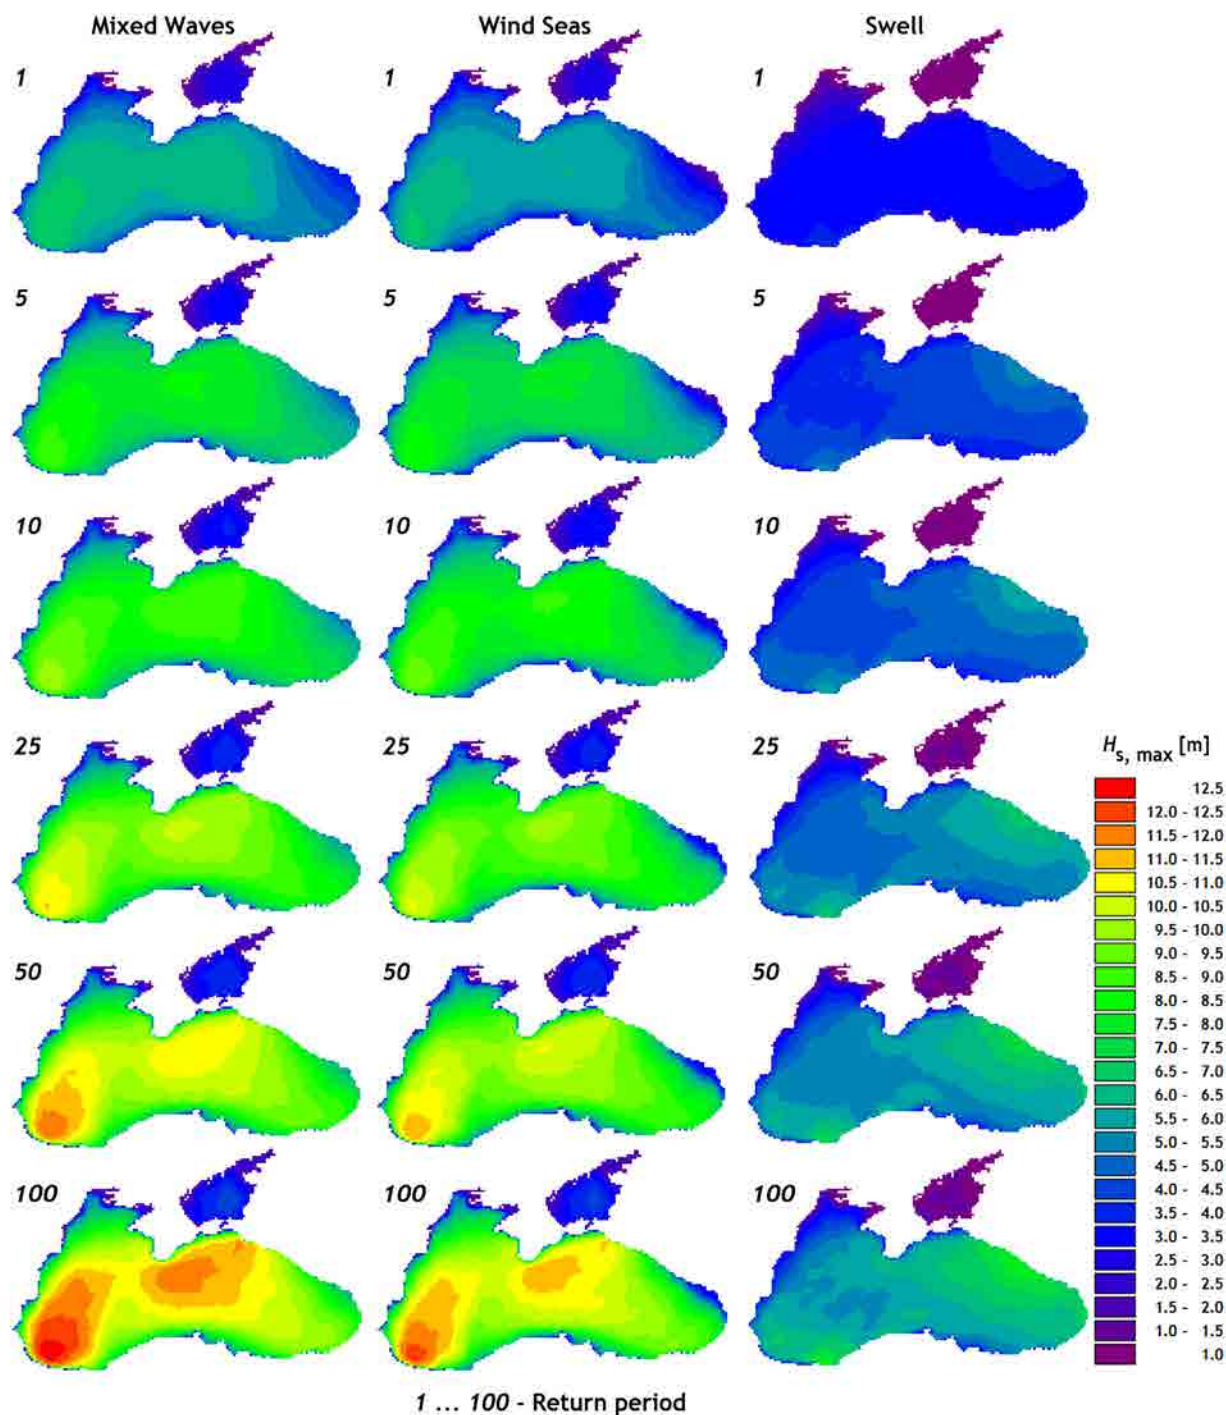 Mixed Waves Wind Seas Swell
1 1 1
5 5 5
10 10 10
25 25 25
50 50 50
100 100 100
Hs, max [m]
12.5
12.0 - 12.5
11.5 - 12.0
11.0 - 11.5
10.5 - 11.0
10.0 - 10.5
9.5 - 10.0
9.0 - 9.5
8.5 - 9.0
8.0 - 8.5
7.5 - 8.0
7.0 - 7.5
6.5 - 7.0
6.0 - 6.5
5.5 - 6.0
5.0 - 5.5
4.5 - 5.0
4.0 - 4.5
3.5 - 4.0
3.0 - 3.5
2.5 - 3.0
2.0 - 2.5
1.5 - 2.0
1.0 - 1.5
1.0
1 ... 100 - Return period